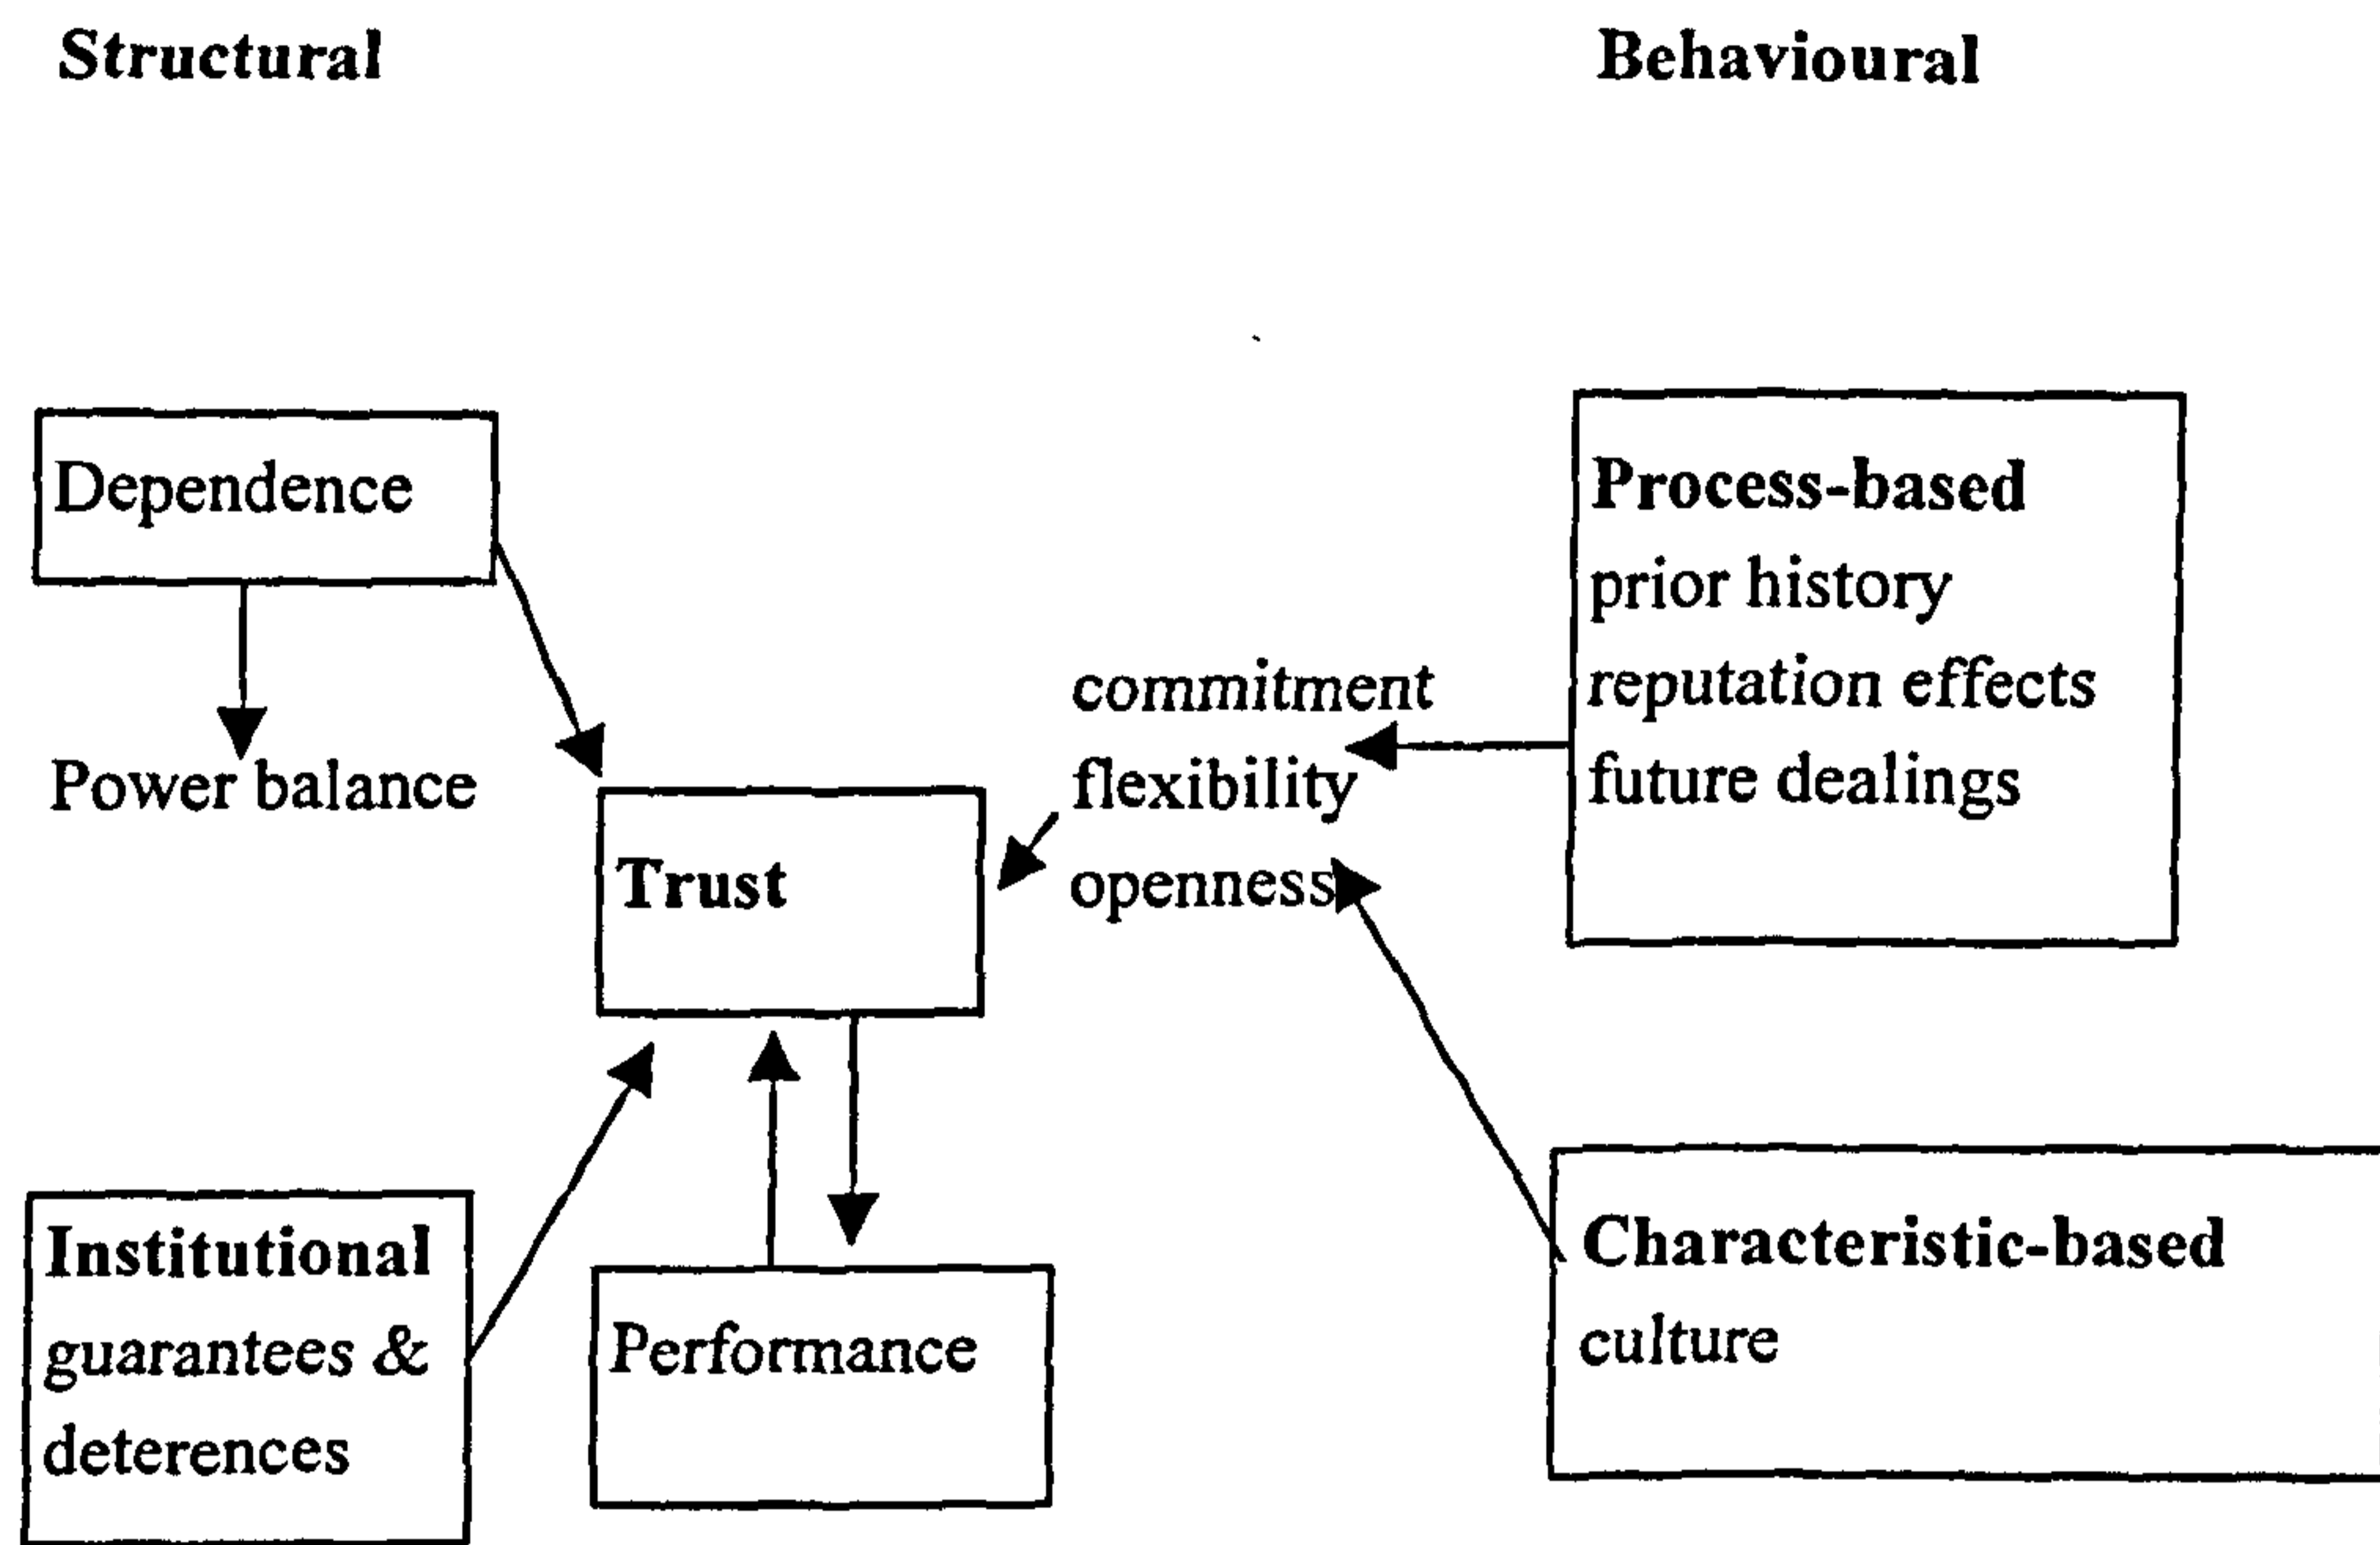 Structural
Behavioural
Dependence
Power balance
Trust
commitment
flexibility
openness
Process-based
prior history
reputation effects
future dealings
Institutional
guarantees &
deterences
Performance
Characteristic-based
culture